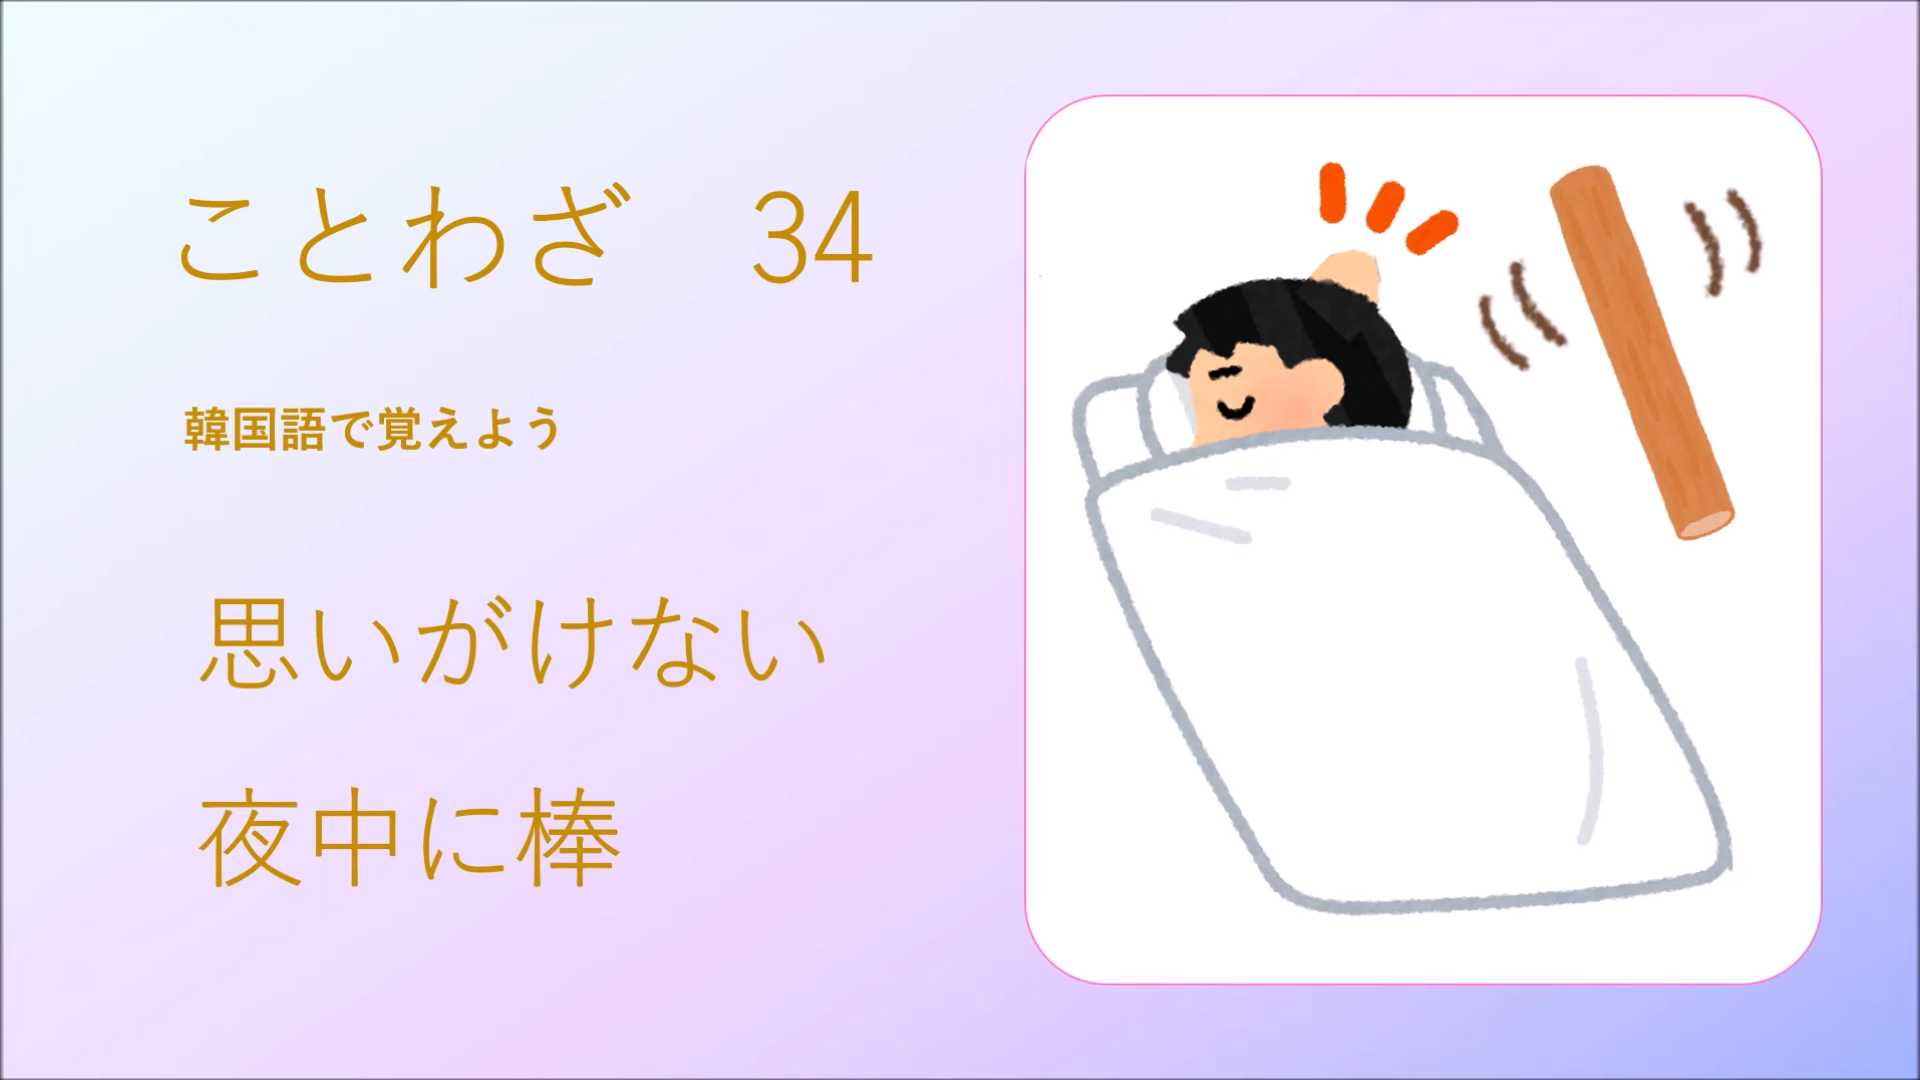 ことわざ　34
韓国語で覚えよう
思いがけない
夜中に棒